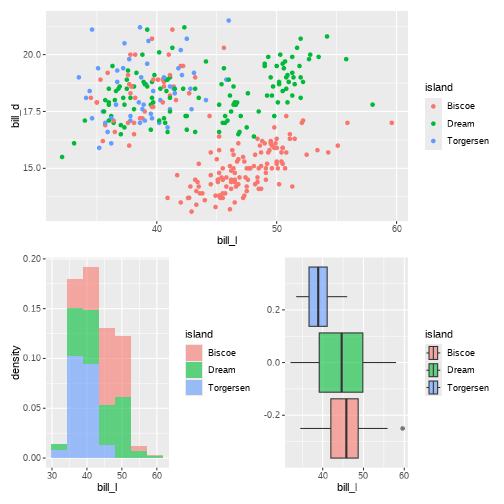 20.0
17.5
15.0
bill_d
40
50
60
bill_l
island
Biscoe
Dream
Torgersen
0.20
0.15
0.10
0.05
0.00
density
30
40
50
60
bill_l
island
Biscoe
Dream
Torgersen
0.2
0.0
-0.2
40
50
60
bill_l
island
Biscoe
Dream
Torgersen